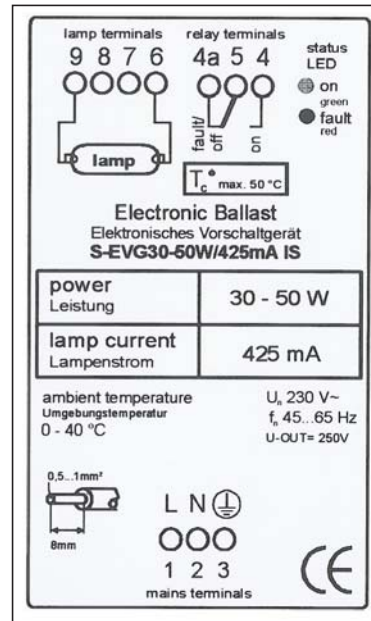 lamp terminals
relay terminals
9 8 7 6
4a 5 4
status
LED
on
green
fault
red
fault/
off
on
lamp
Tc° max. 50 °C
Electronic Ballast
Elektronisches Vorschaltgerät
S-EVG30-50W/425mA IS
power
Leistung
30 - 50 W
lamp current
Lampenstrom
425 mA
ambient temperature
Umgebungstemperatur
0 - 40 °C
Un 230 V~
fn 45...65 Hz
U-OUT= 250V
0,5...1mm²
8mm
L N
1 2 3
mains terminals
CE